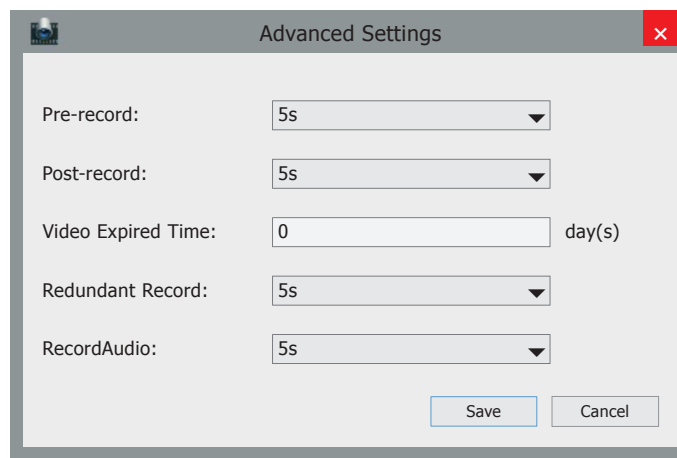 Advanced Settings
Pre-record: 5s
Post-record: 5s
Video Expired Time: 0 day(s)
Redundant Record: 5s
RecordAudio: 5s
Save Cancel